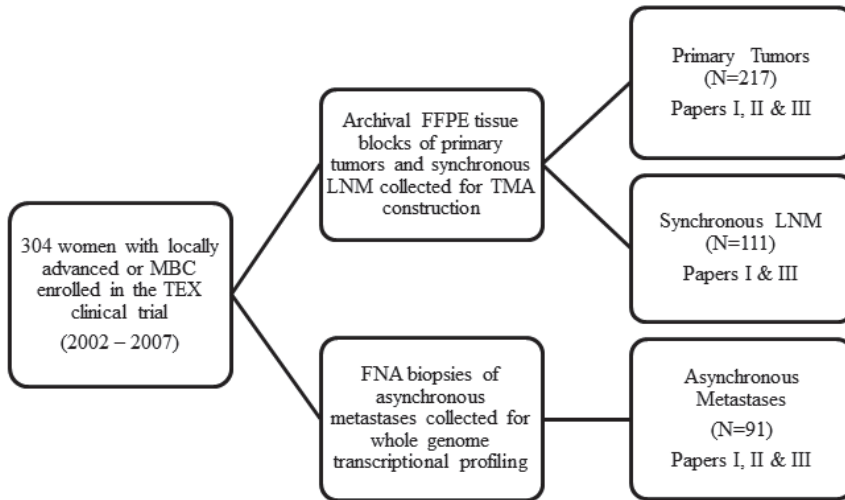 304 women with locally
advanced or MBC
enrolled in the TEX
clinical trial
(2002 – 2007)
Archival FFPE tissue
blocks of primary
tumors and synchronous
LNM collected for TMA
construction
FNA biopsies of
asynchronous
metastases collected for
whole genome
transcriptional profiling
Primary Tumors
(N=217)
Papers I, II & III
Synchronous LNM
(N=111)
Papers I & III
Asynchronous
Metastases
(N=91)
Papers I, II & III